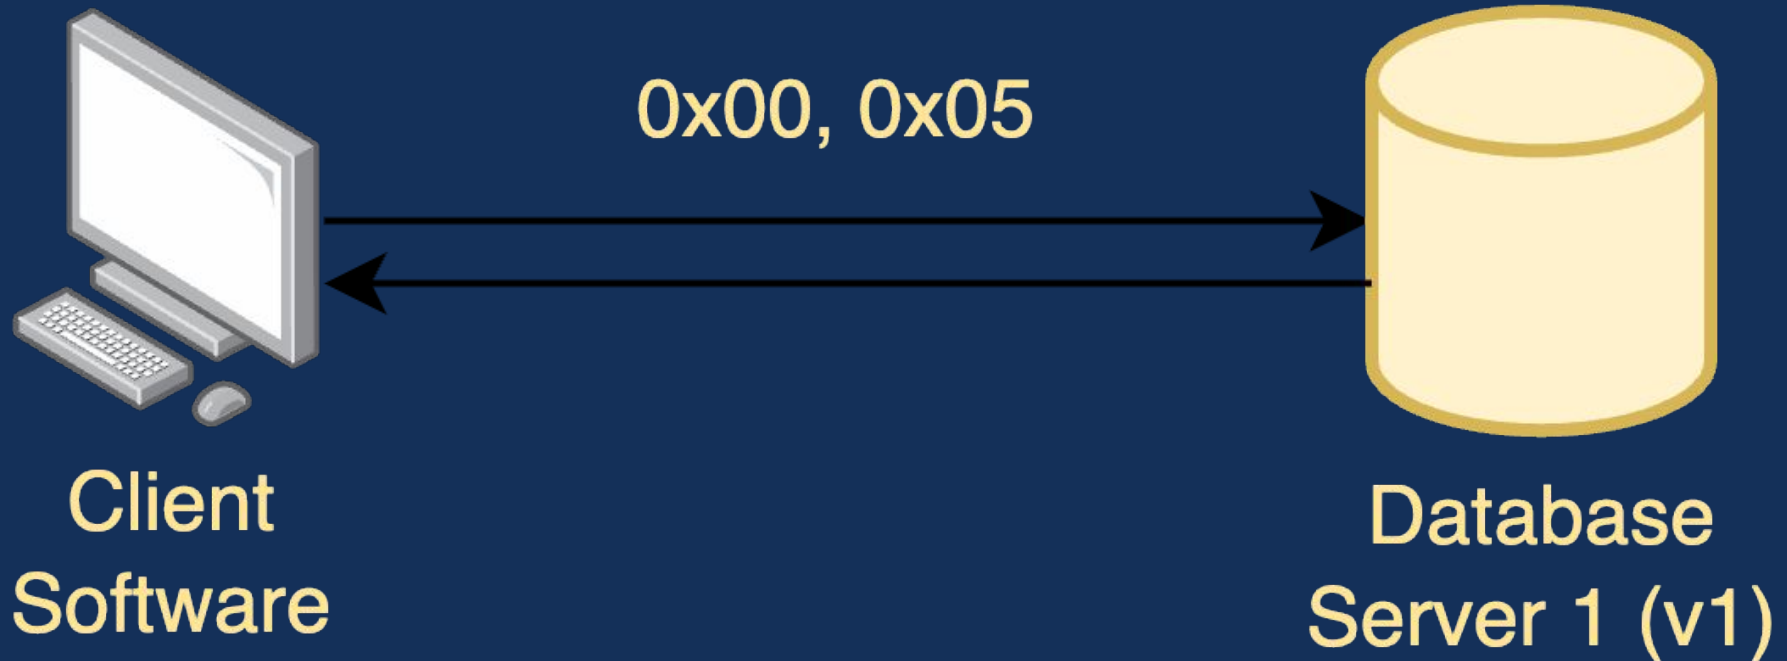 0x00, 0x05
Client
Software
Database
Server 1 (v1)